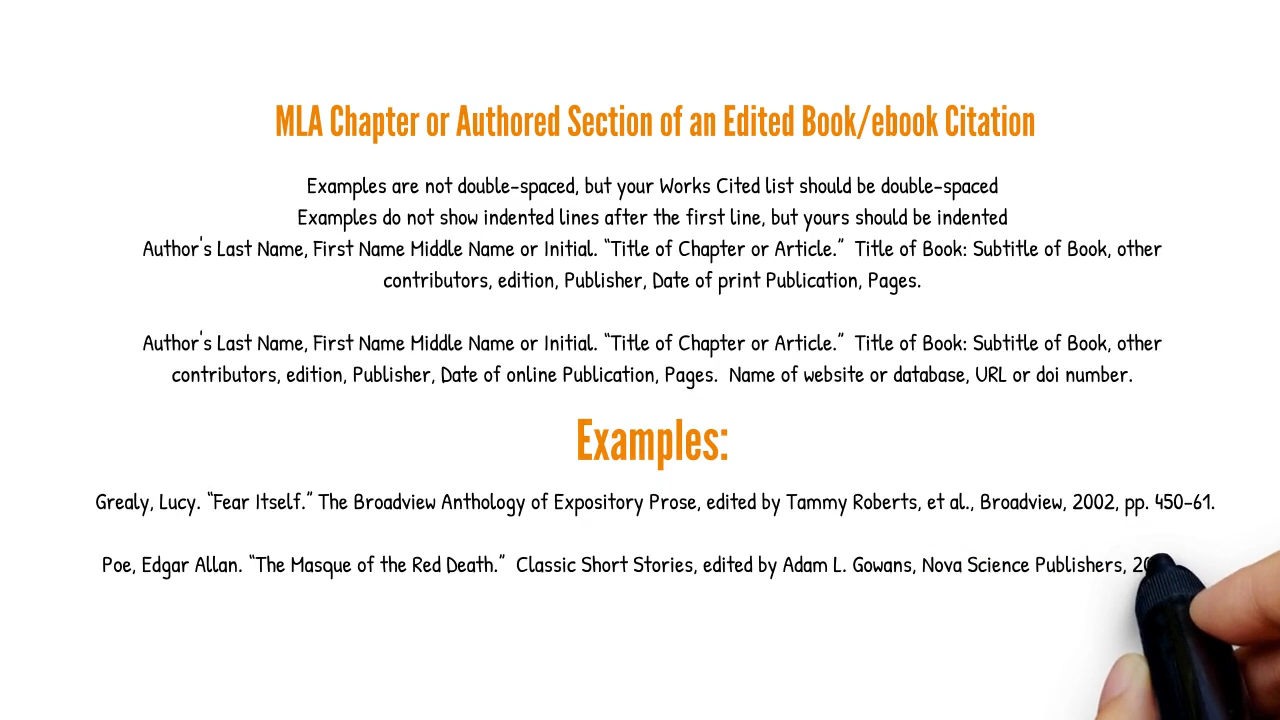 MLA Chapter or Authored Section of an Edited Book/ebook Citation
Examples are not double-spaced, but your Works Cited list should be double-spaced
Examples do not show indented lines after the first line, but yours should be indented
Author's Last Name, First Name Middle Name or Initial. “Title of Chapter or Article.” Title of Book: Subtitle of Book, other
contributors, edition, Publisher, Date of print Publication, Pages.
Author's Last Name, First Name Middle Name or Initial. “Title of Chapter or Article.” Title of Book: Subtitle of Book, other
contributors, edition, Publisher, Date of online Publication, Pages. Name of website or database, URL or doi number.
Examples:
Grealy, Lucy. “Fear Itself.” The Broadview Anthology of Expository Prose, edited by Tammy Roberts, et al., Broadview, 2002, pp. 450-61.
Poe, Edgar Allan. “The Masque of the Red Death.” Classic Short Stories, edited by Adam L. Gowans, Nova Science Publishers,